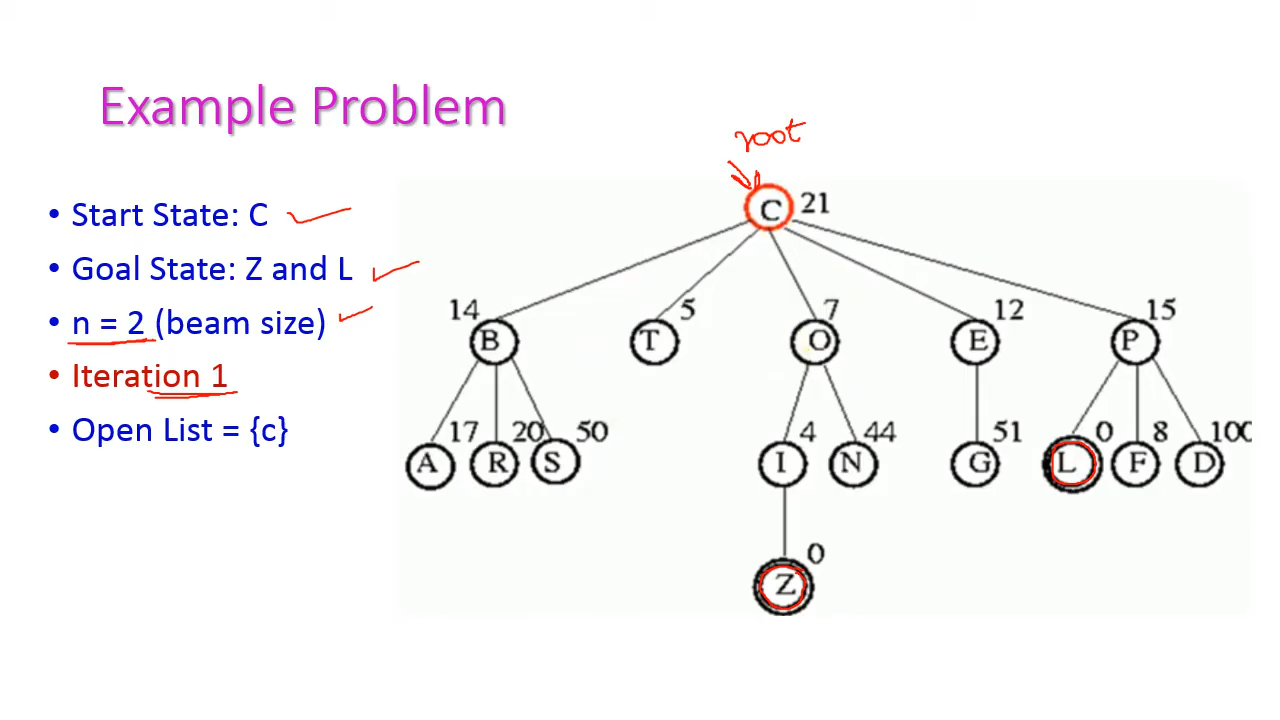 Example Problem
root
• Start State: C
• Goal State: Z and L
• n = 2 (beam size)
• Iteration 1
• Open List = {c}
C 21
14 5 7 12 15
B T O E P
17 20 50 4 44 51 0 8 100
A R S I N G L F D
0
Z